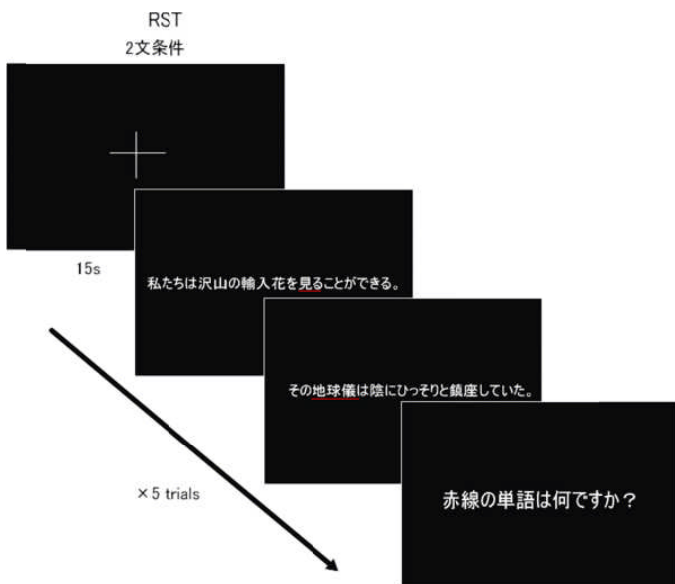 RST
2文条件
15s
私たちは沢山の輸入花を見ることができる。
その地球儀は陰にひっそりと鎮座していた。
×5 trials
赤線の単語は何ですか？